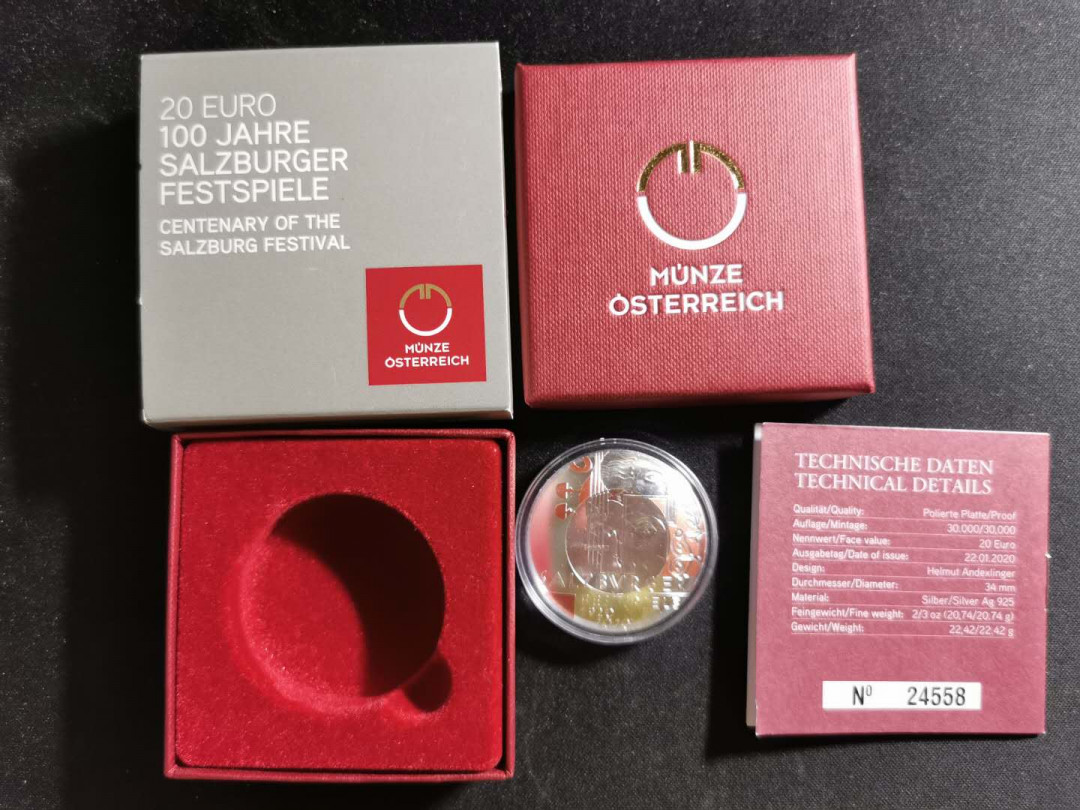 20 EURO
100 JAHRE
SALZBURGER
FESTSPIELE
CENTENARY OF THE
SALZBURG FESTIVAL
MÜNZE
ÖSTERREICH
MÜNZE
ÖSTERREICH
TECHNISCHE DATEN
TECHNICAL DETAILS
Qualität/Quality: Polierte Platte/Proof
Auflage/Mintage: 30.000/30,000
Nennwert/Face value: 20 Euro
Ausgabetag/Date of issue: 22.01.2020
Design: Helmut Andexlinger
Durchmesser/Diameter: 34 mm
Material: Silber/Silver Ag 925
Feingewicht/Fine weight: 2/3 oz (20,74/20.74 g)
Gewicht/Weight: 22,42/22.42 g
Nº 24558